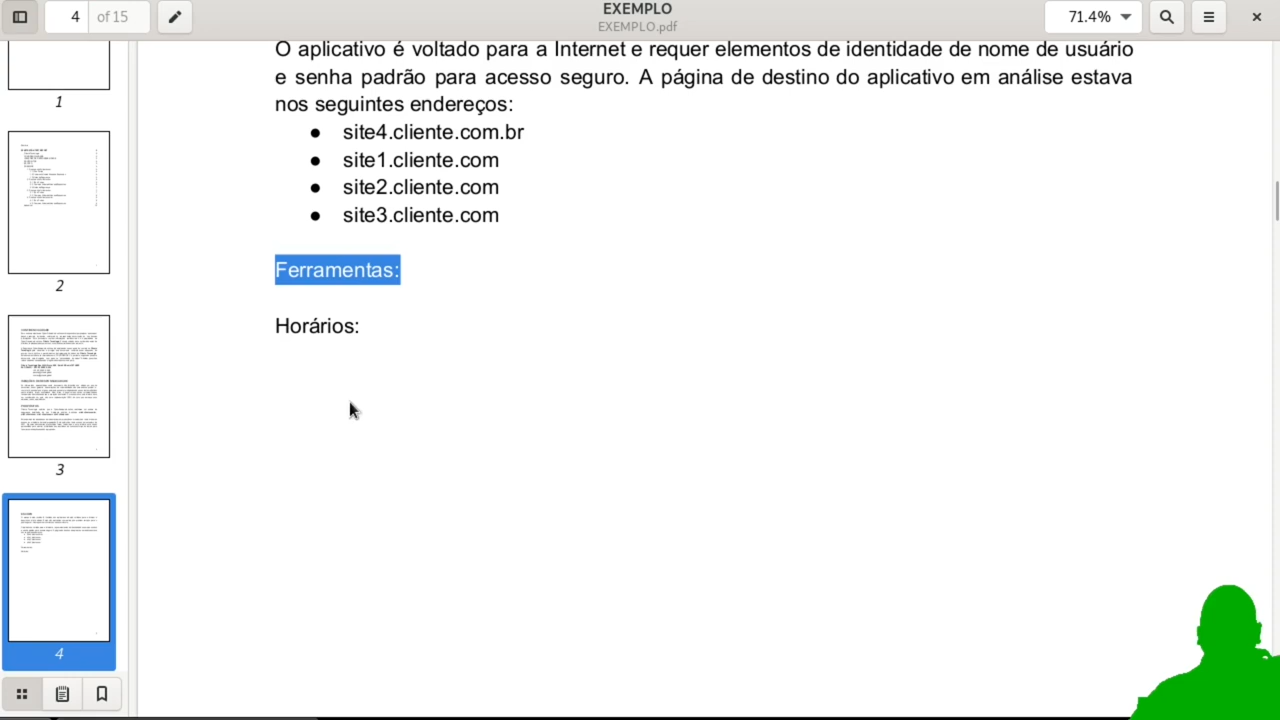 EXEMPLO
EXEMPLO.pdf
4 of 15
71.4%
1
2
3
4
O aplicativo é voltado para a Internet e requer elementos de identidade de nome de usuário
e senha padrão para acesso seguro. A página de destino do aplicativo em análise estava
nos seguintes endereços:
● site4.cliente.com.br
● site1.cliente.com
● site2.cliente.com
● site3.cliente.com
Ferramentas:
Horários: